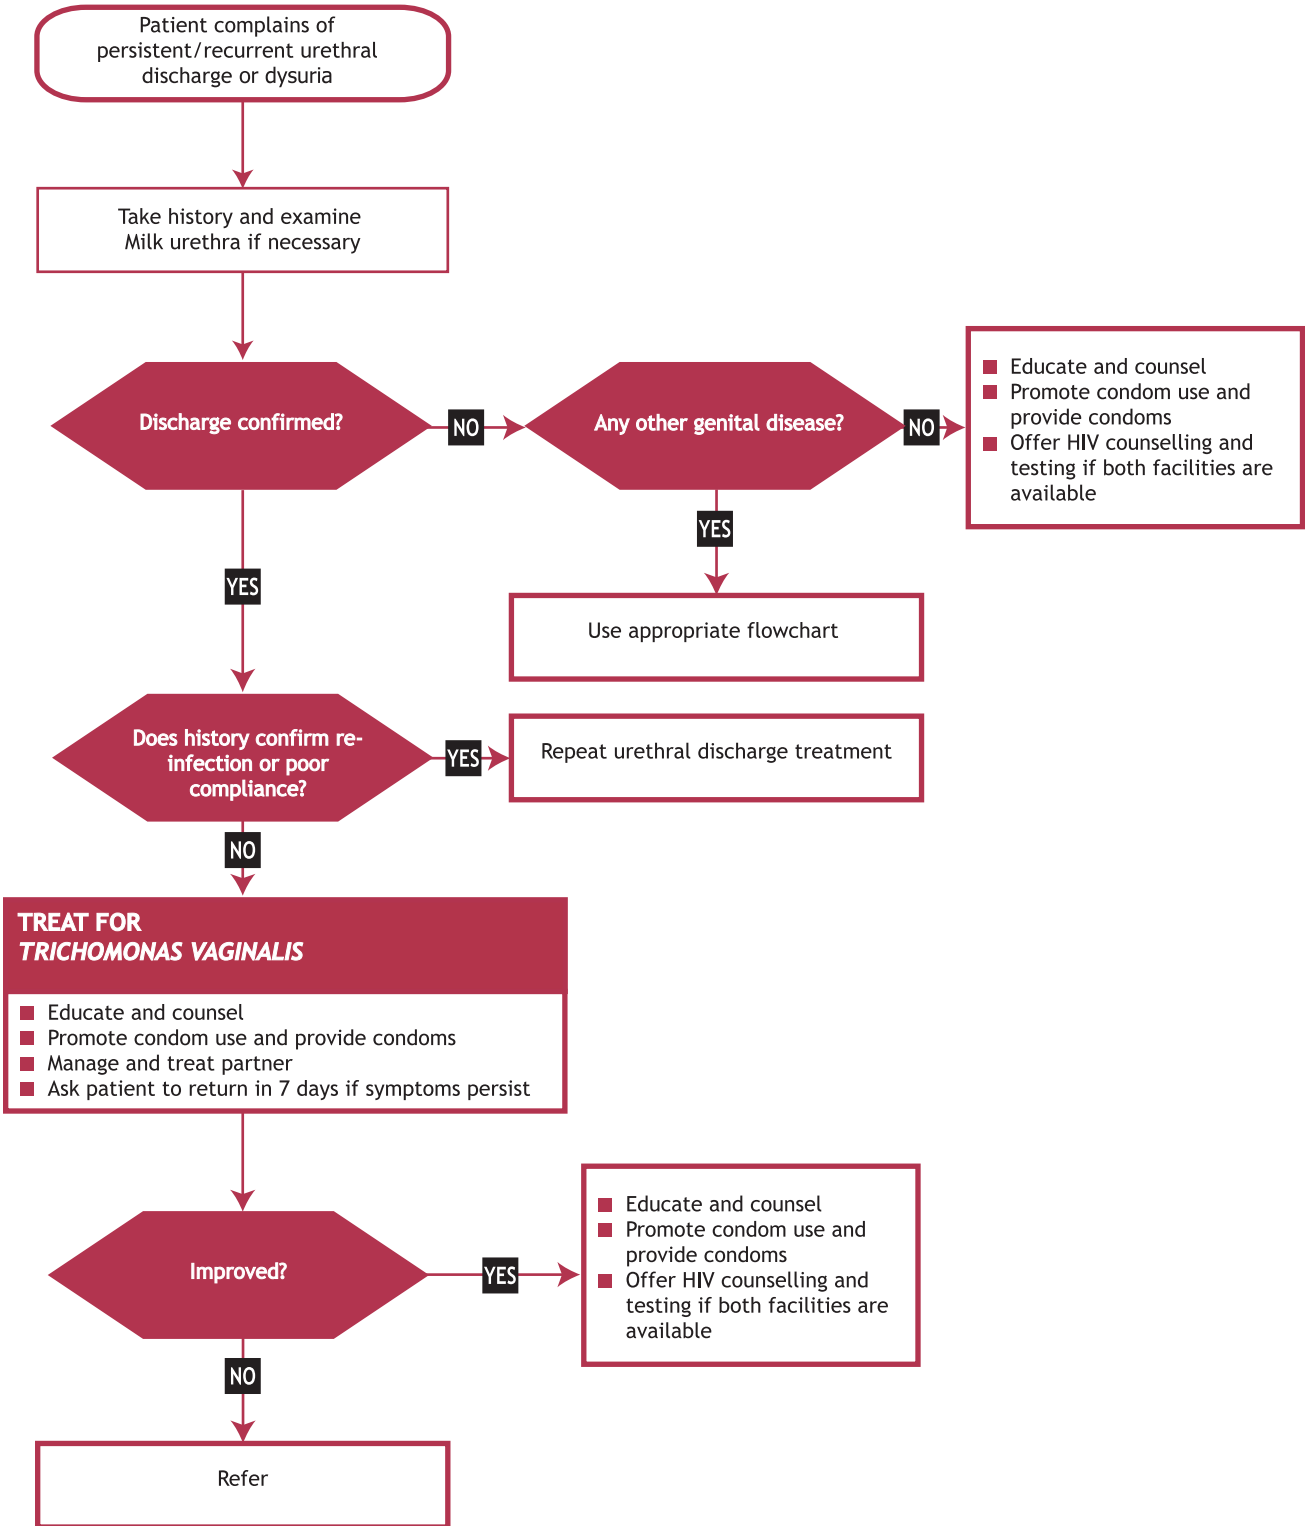 Patient complains of
persistent/recurrent urethral
discharge or dysuria
Take history and examine
Milk urethra if necessary
Discharge confirmed?
NO
Any other genital disease?
NO
Educate and counsel
Promote condom use and
provide condoms
Offer HIV counselling and
testing if both facilities are
available
YES
Use appropriate flowchart
YES
Does history confirm re-
infection or poor
compliance?
YES
Repeat urethral discharge treatment
NO
TREAT FOR
TRICHOMONAS VAGINALIS
Educate and counsel
Promote condom use and provide condoms
Manage and treat partner
Ask patient to return in 7 days if symptoms persist
Improved?
YES
Educate and counsel
Promote condom use and
provide condoms
Offer HIV counselling and
testing if both facilities are
available
NO
Refer